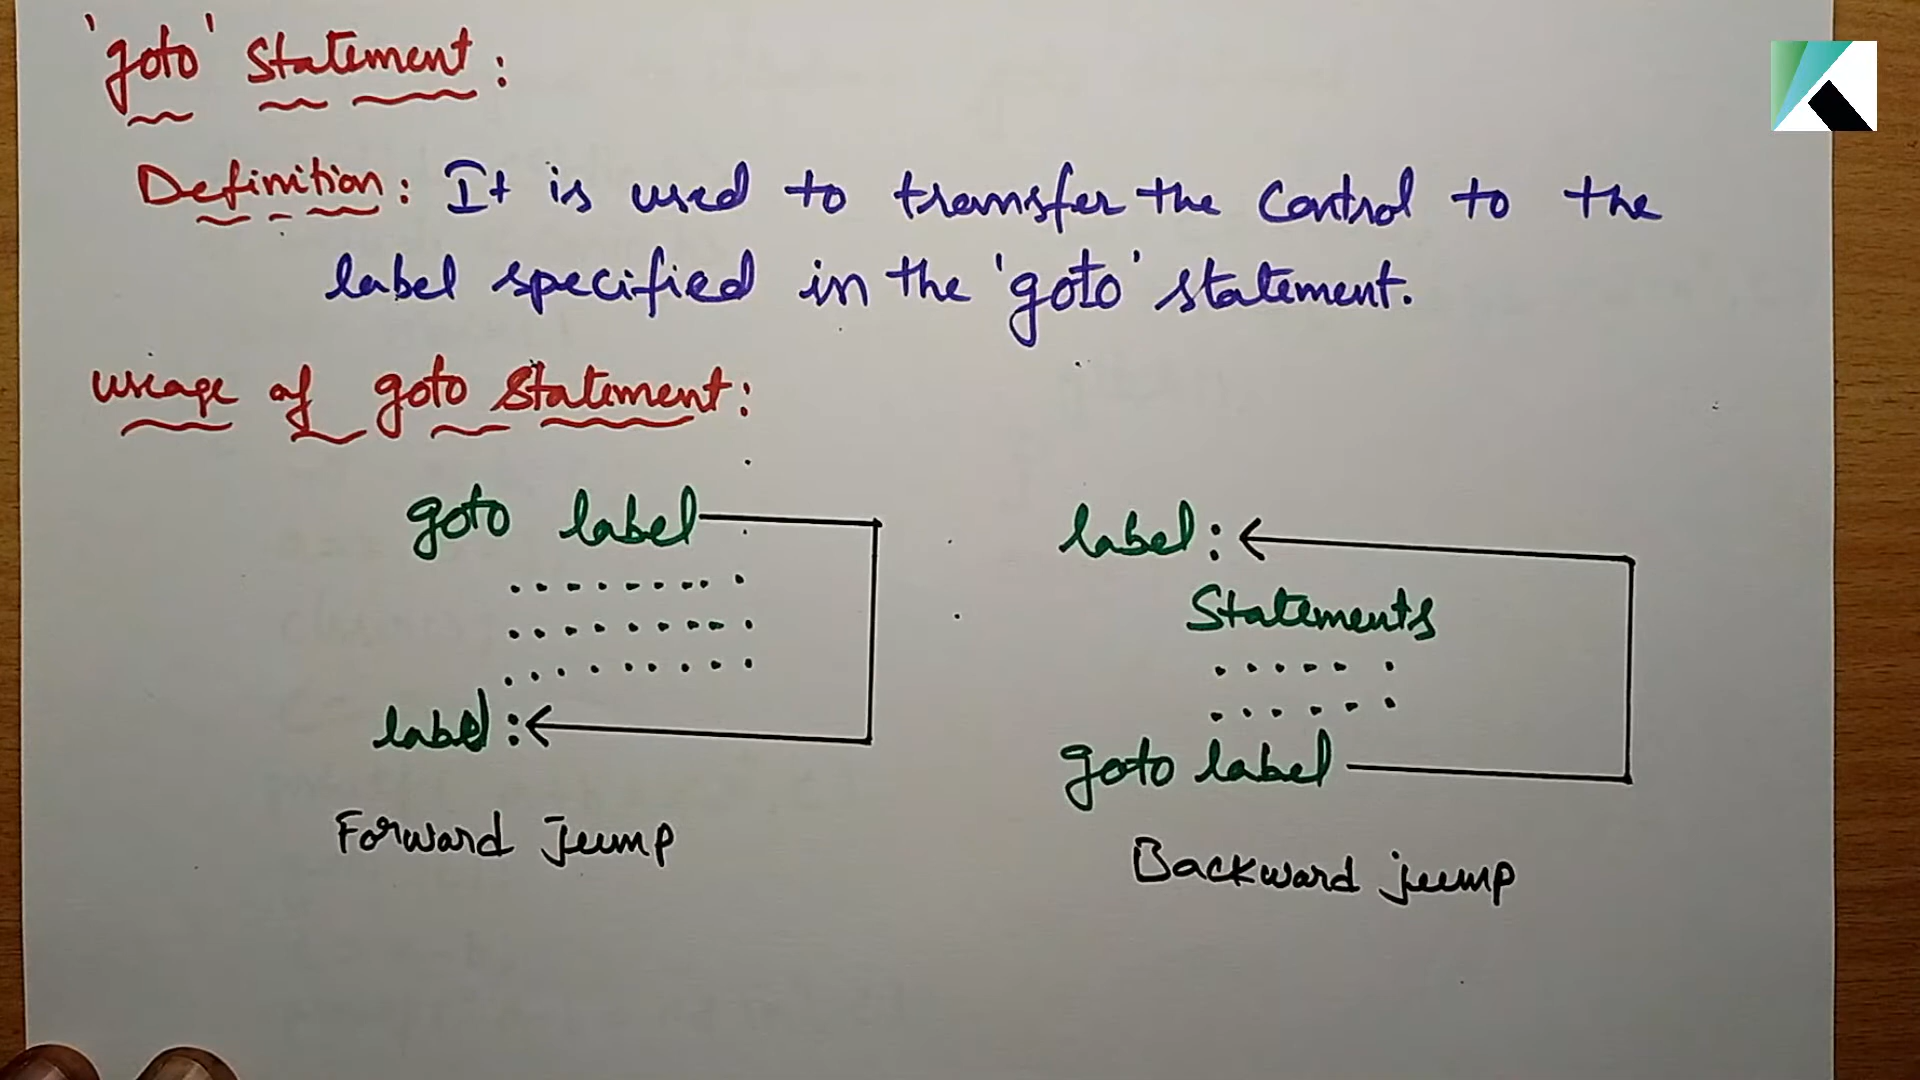 'goto' statement:
Definition: It is used to transfer the control to the
label specified in the 'goto' statement.
usage of goto statement:
goto label
label:
Forward Jump
label:
Statements
goto label
Backward jump